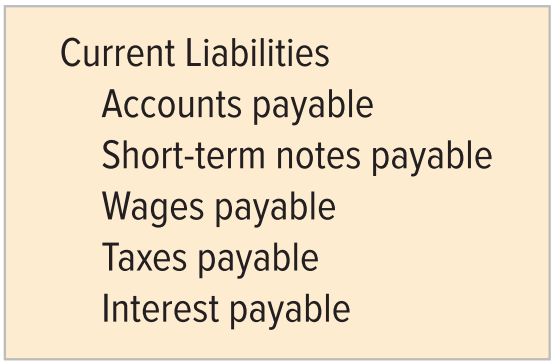 Current Liabilities
Accounts payable
Short-term notes payable
Wages payable
Taxes payable
Interest payable